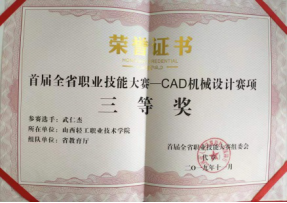 荣誉证书
首届全省职业技能大赛—CAD机械设计赛项
三等奖
参赛选手：武仁杰
所在单位：山西轻工职业技术学院
组队单位：省教育厅
首届全省职业技能大赛组委会
代章
二〇一九年十一月